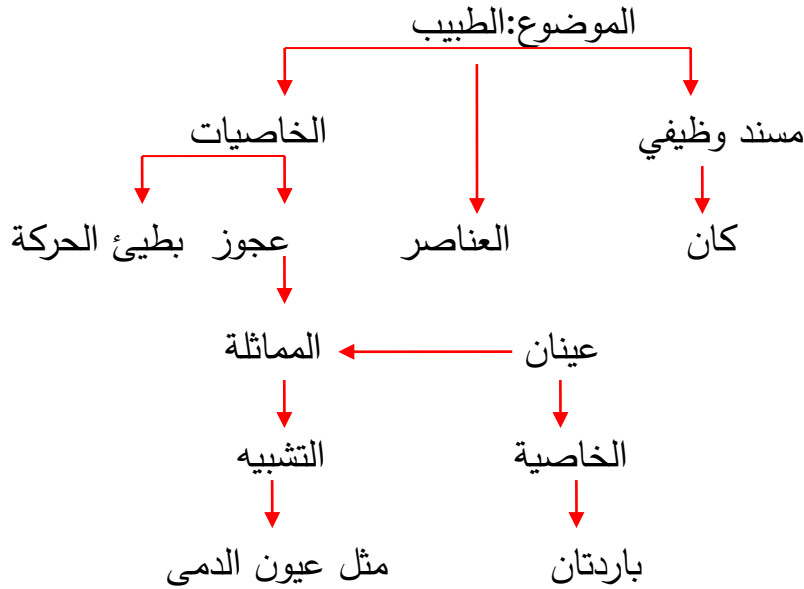 الموضوع:الطبيب
مسند وظيفي الخاصيات
كان العناصر عجوز بطيئ الحركة
عينان المماثلة
الخاصية التشبيه
باردتان مثل عيون الدمى